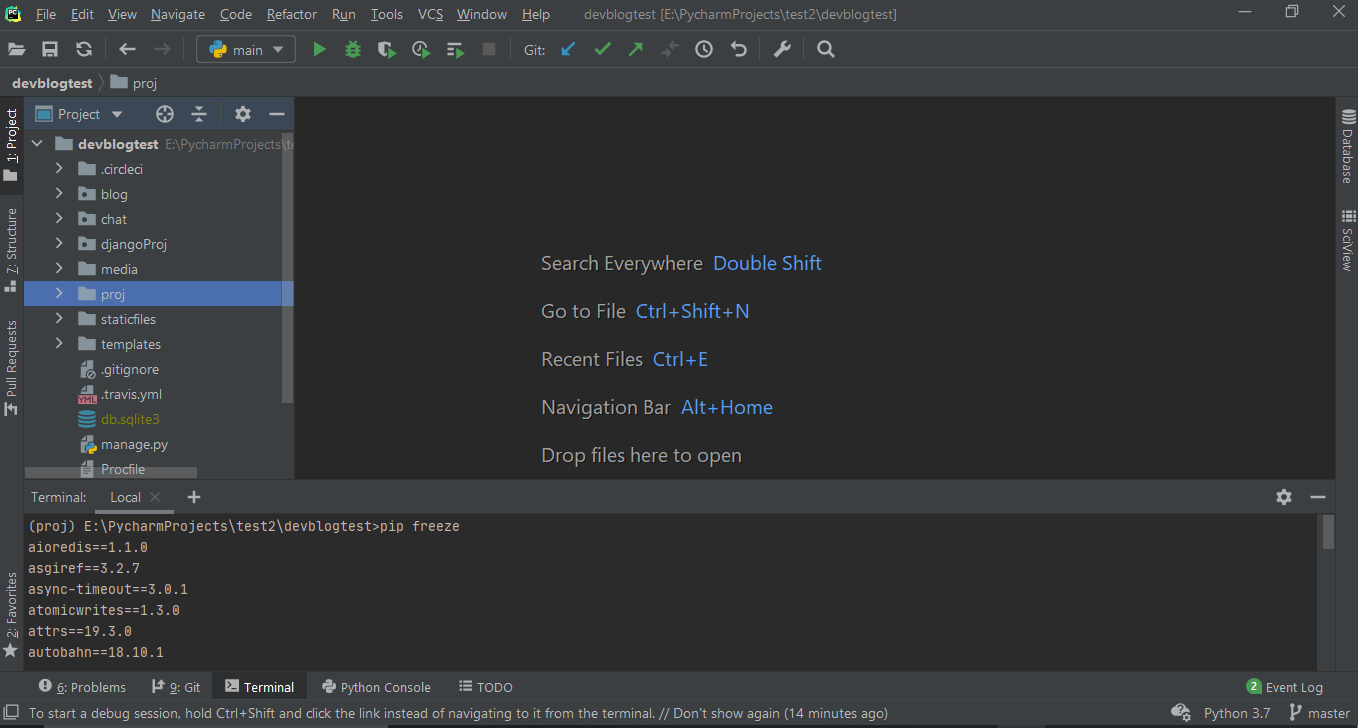 PC File Edit View Navigate Code Refactor Run Tools VCS Window Help devblogtest [E:\PycharmProjects\test2\devblogtest]
main Git:
devblogtest proj
1: Project
Project
devblogtest E:\PycharmProjects\
.circleci
blog
chat
djangoProj
media
proj
staticfiles
templates
.gitignore
YML .travis.yml
db.sqlite3
manage.py
Procfile
7: Structure
Pull Requests
2: Favorites
Search Everywhere Double Shift
Go to File Ctrl+Shift+N
Recent Files Ctrl+E
Navigation Bar Alt+Home
Drop files here to open
Database
SciView
Terminal: Local
(proj) E:\PycharmProjects\test2\devblogtest>pip freeze
aioredis==1.1.0
asgiref==3.2.7
async-timeout==3.0.1
atomicwrites==1.3.0
attrs==19.3.0
autobahn==18.10.1
6: Problems 9: Git Terminal Python Console TODO 2 Event Log
To start a debug session, hold Ctrl+Shift and click the link instead of navigating to it from the terminal. // Don't show again (14 minutes ago) Python 3.7 master